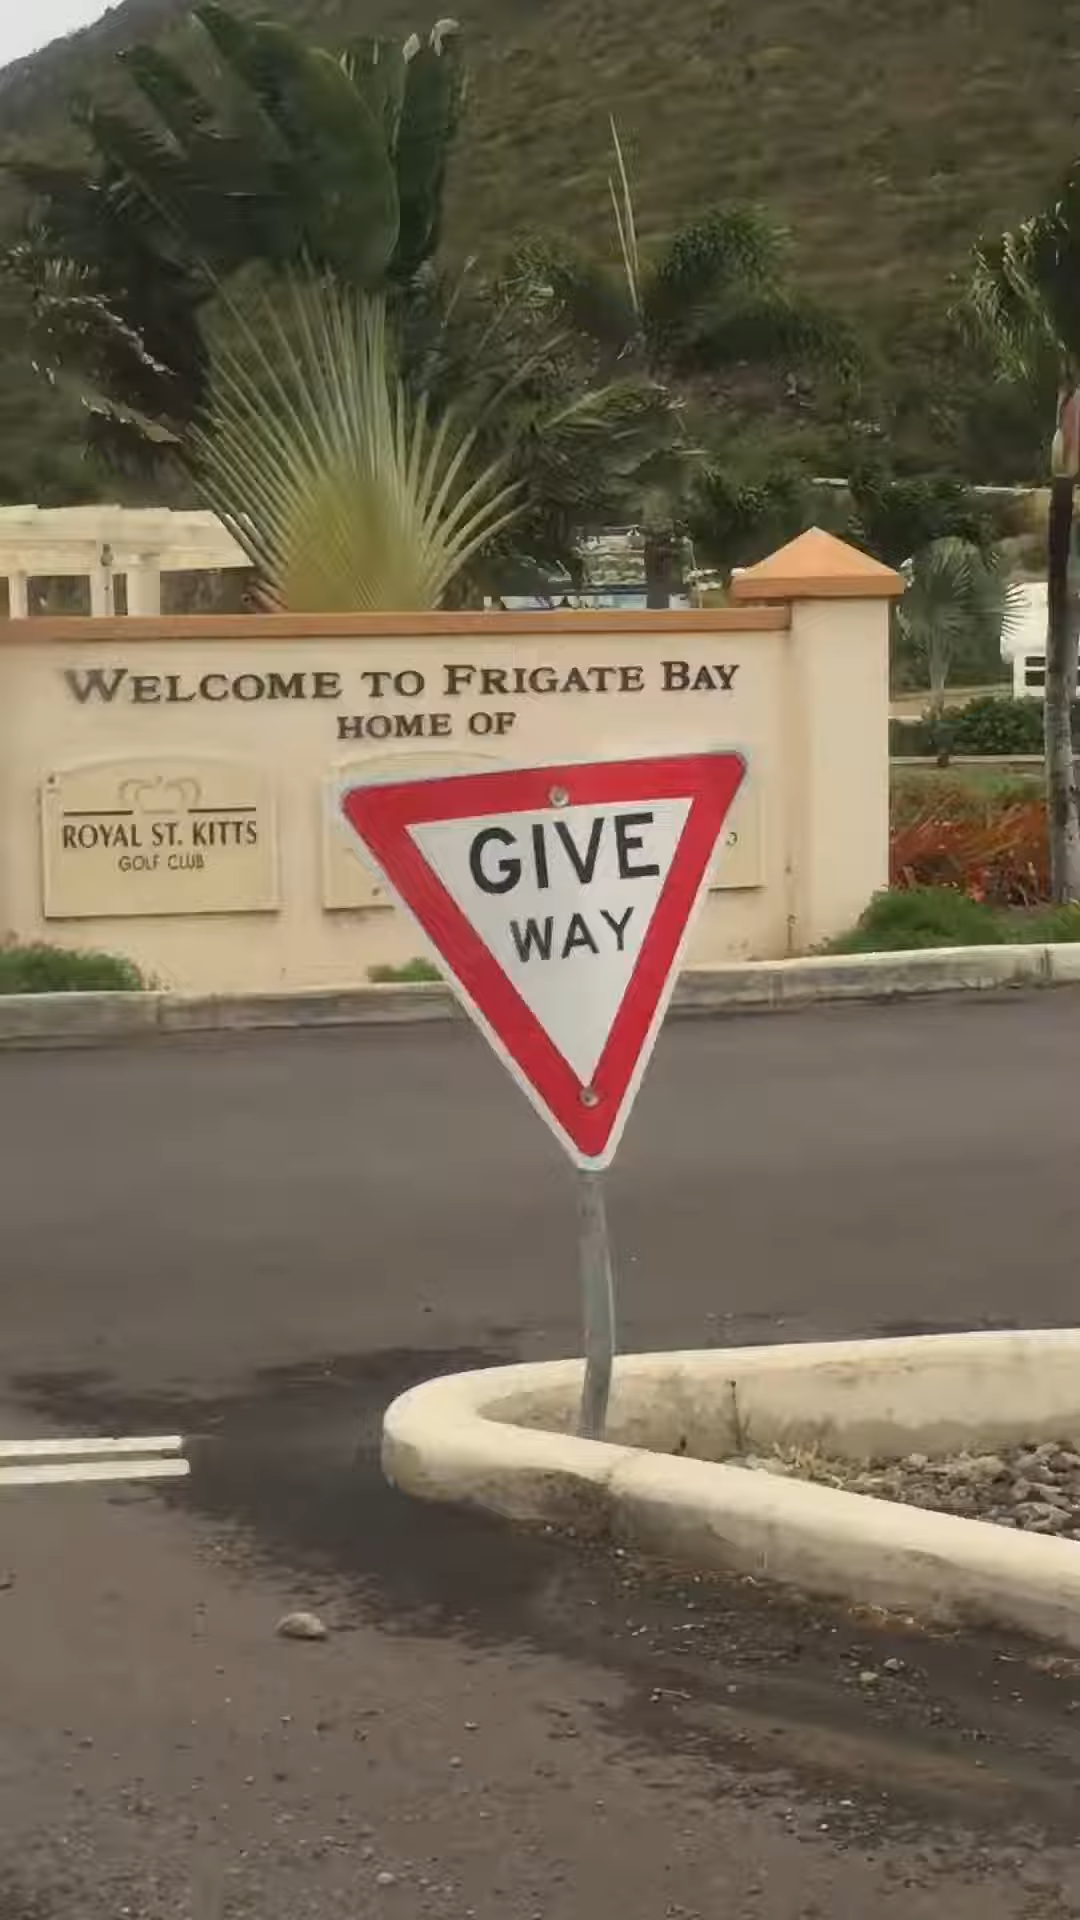 WELCOME TO FRIGATE BAY
HOME OF
ROYAL ST. KITTS
GOLF CLUB
GIVE
WAY